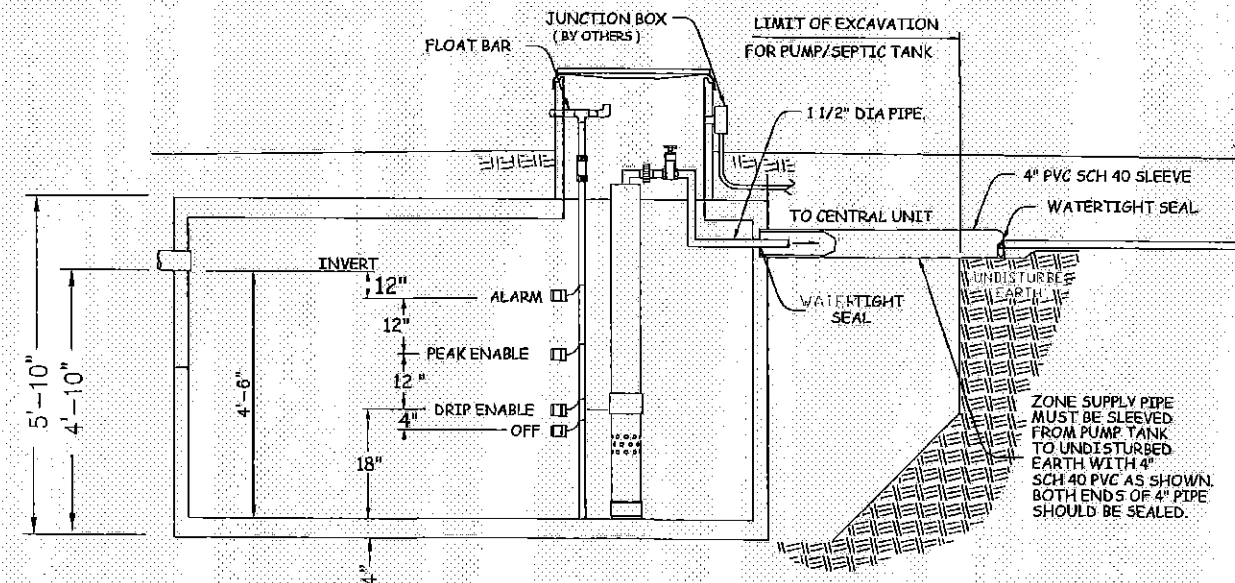 JUNCTION BOX
( BY OTHERS )
LIMIT OF EXCAVATION
FOR PUMP/SEPTIC TANK
FLOAT BAR
1 1/2" DIA PIPE.
4" PVC SCH 40 SLEEVE
WATERTIGHT SEAL
TO CENTRAL UNIT
INVERT
12"
ALARM
12"
PEAK ENABLE
12"
DRIP ENABLE
4"
OFF
18"
4'-6"
4'-10"
5'-10"
4"
WATERTIGHT
SEAL
UNDISTURBE
EARTH
ZONE SUPPLY PIPE
MUST BE SLEEVED
FROM PUMP TANK
TO UNDISTURBED
EARTH WITH 4"
SCH 40 PVC AS SHOWN.
BOTH ENDS OF 4" PIPE
SHOULD BE SEALED.